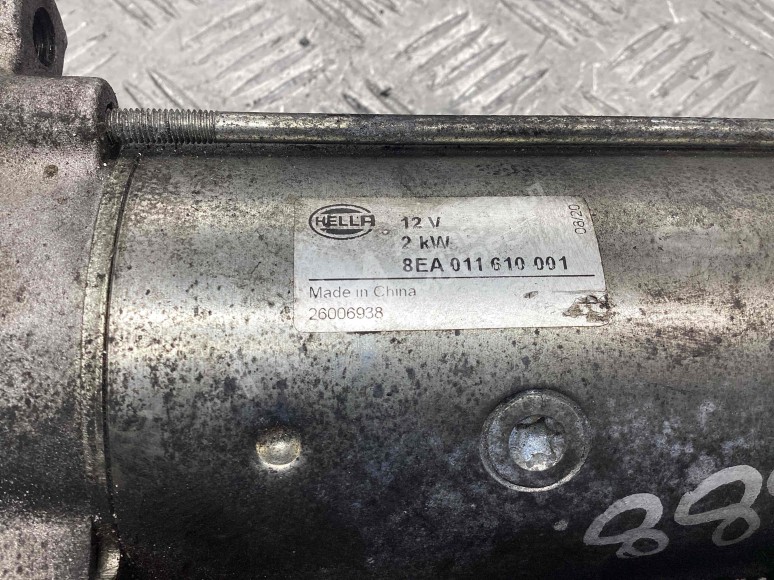 HELLA
12 V
08/20
2 kW
8EA 011 610 001
Made in China
26006938